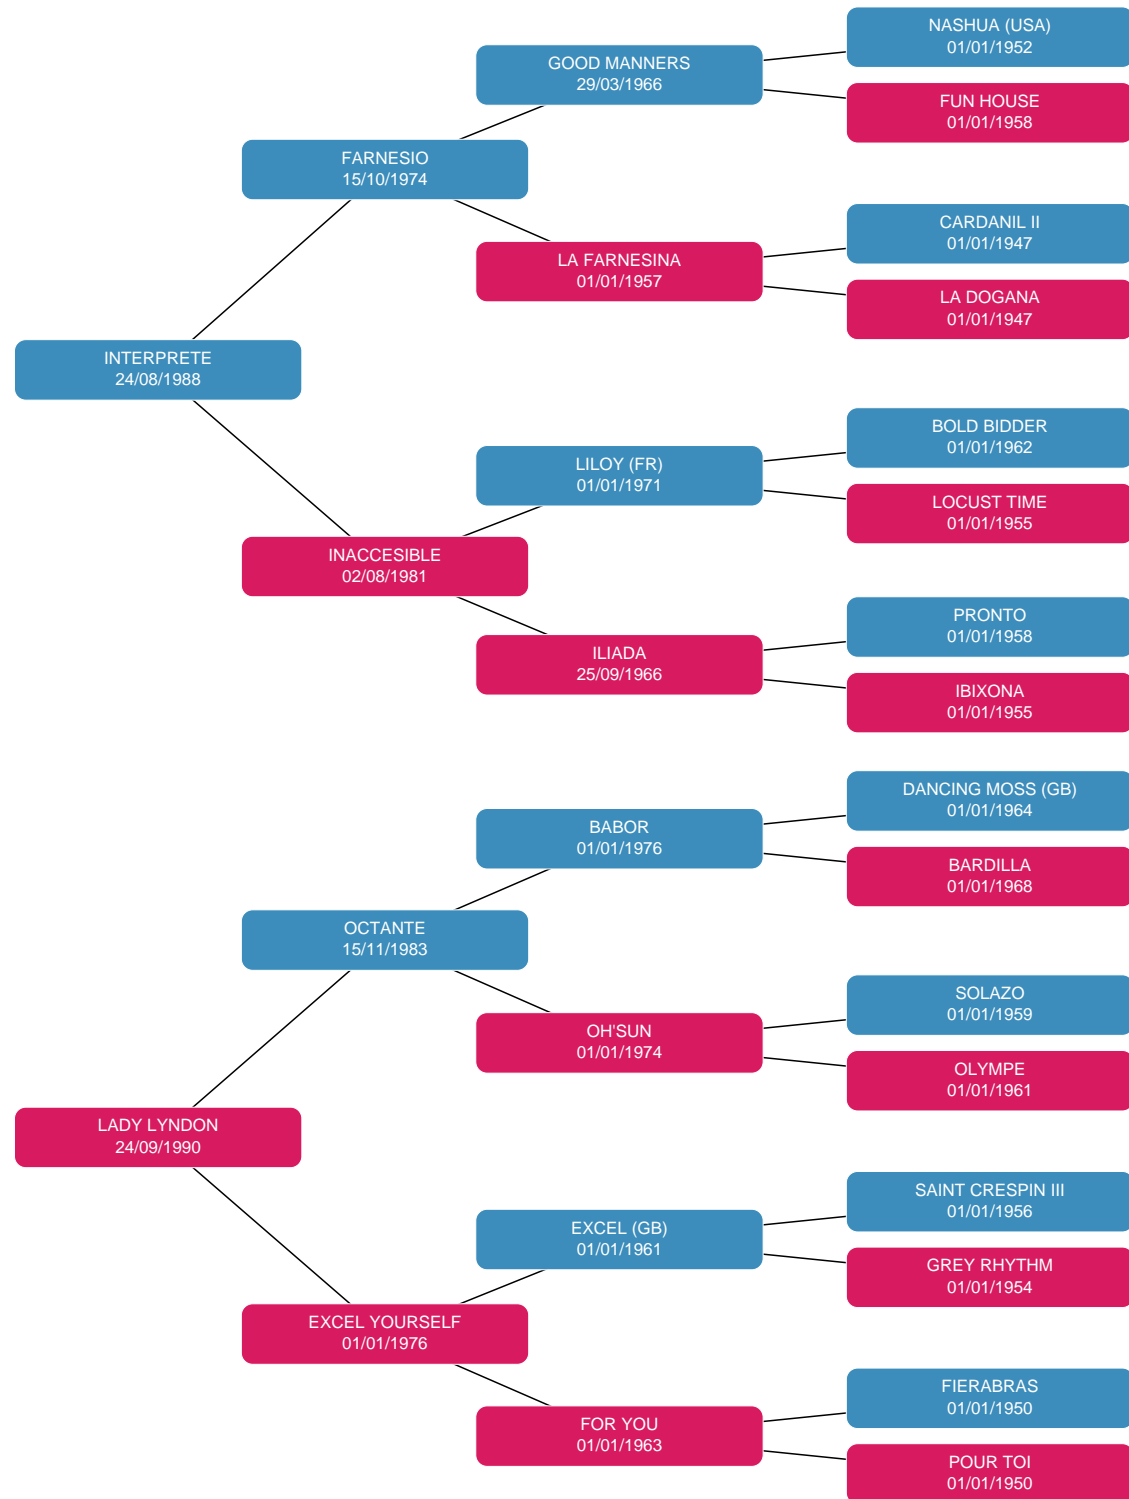 NASHUA (USA)
01/01/1952
GOOD MANNERS
29/03/1966
FUN HOUSE
01/01/1958
FARNESIO
15/10/1974
CARDANIL II
01/01/1947
LA FARNESINA
01/01/1957
LA DOGANA
01/01/1947
INTERPRETE
24/08/1988
BOLD BIDDER
01/01/1962
LILOY (FR)
01/01/1971
LOCUST TIME
01/01/1955
INACCESIBLE
02/08/1981
PRONTO
01/01/1958
ILIADA
25/09/1966
IBIXONA
01/01/1955
DANCING MOSS (GB)
01/01/1964
BABOR
01/01/1976
BARDILLA
01/01/1968
OCTANTE
15/11/1983
SOLAZO
01/01/1959
OH'SUN
01/01/1974
OLYMPE
01/01/1961
LADY LYNDON
24/09/1990
SAINT CRESPIN III
01/01/1956
EXCEL (GB)
01/01/1961
GREY RHYTHM
01/01/1954
EXCEL YOURSELF
01/01/1976
FIERABRAS
01/01/1950
FOR YOU
01/01/1963
POUR TOI
01/01/1950